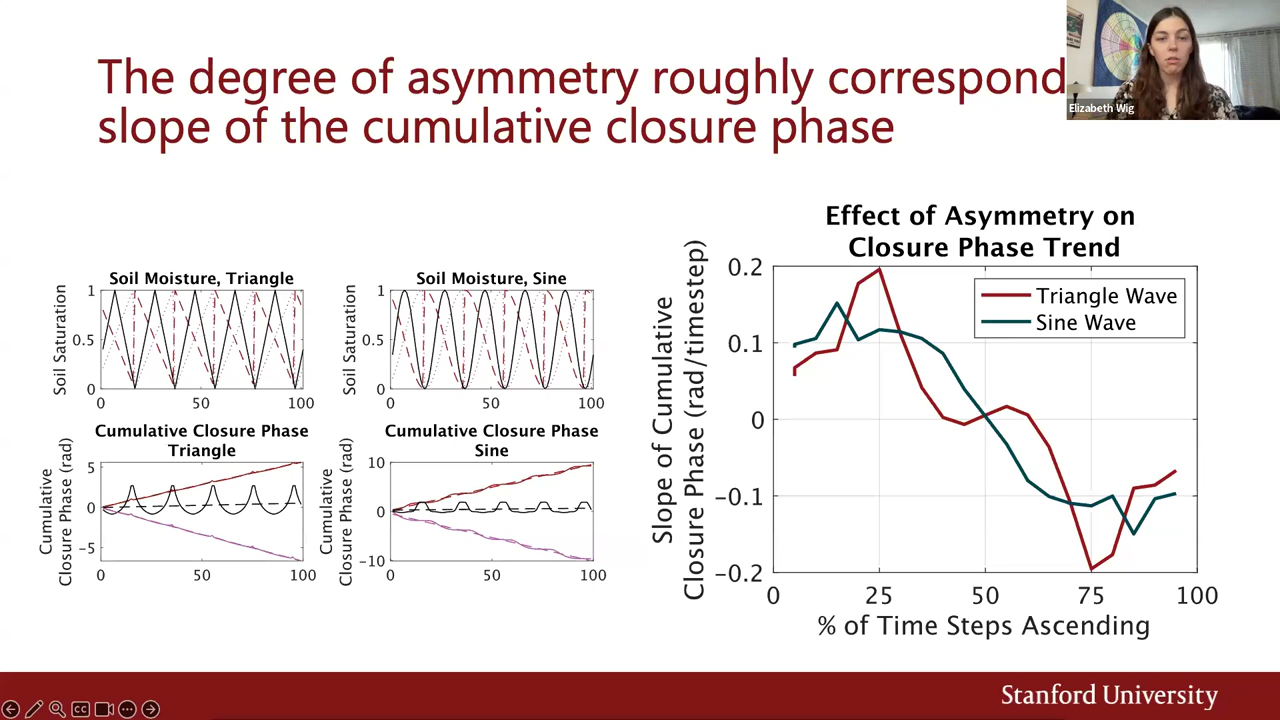 The degree of asymmetry roughly correspond
slope of the cumulative closure phase
Elizabeth Wig
Soil Moisture, Triangle
Soil Saturation
1
0.5
0
0
50
100
Soil Moisture, Sine
Soil Saturation
1
0.5
0
0
50
100
Cumulative Closure Phase
Triangle
Cumulative
Closure Phase (rad)
5
0
-5
0
50
100
Cumulative Closure Phase
Sine
Cumulative
Closure Phase (rad)
10
0
-10
0
50
100
Effect of Asymmetry on
Closure Phase Trend
Slope of Cumulative
Closure Phase (rad/timestep)
0.2
0.1
0
-0.1
-0.2
Triangle Wave
Sine Wave
0
25
50
75
100
% of Time Steps Ascending
CC
Stanford University